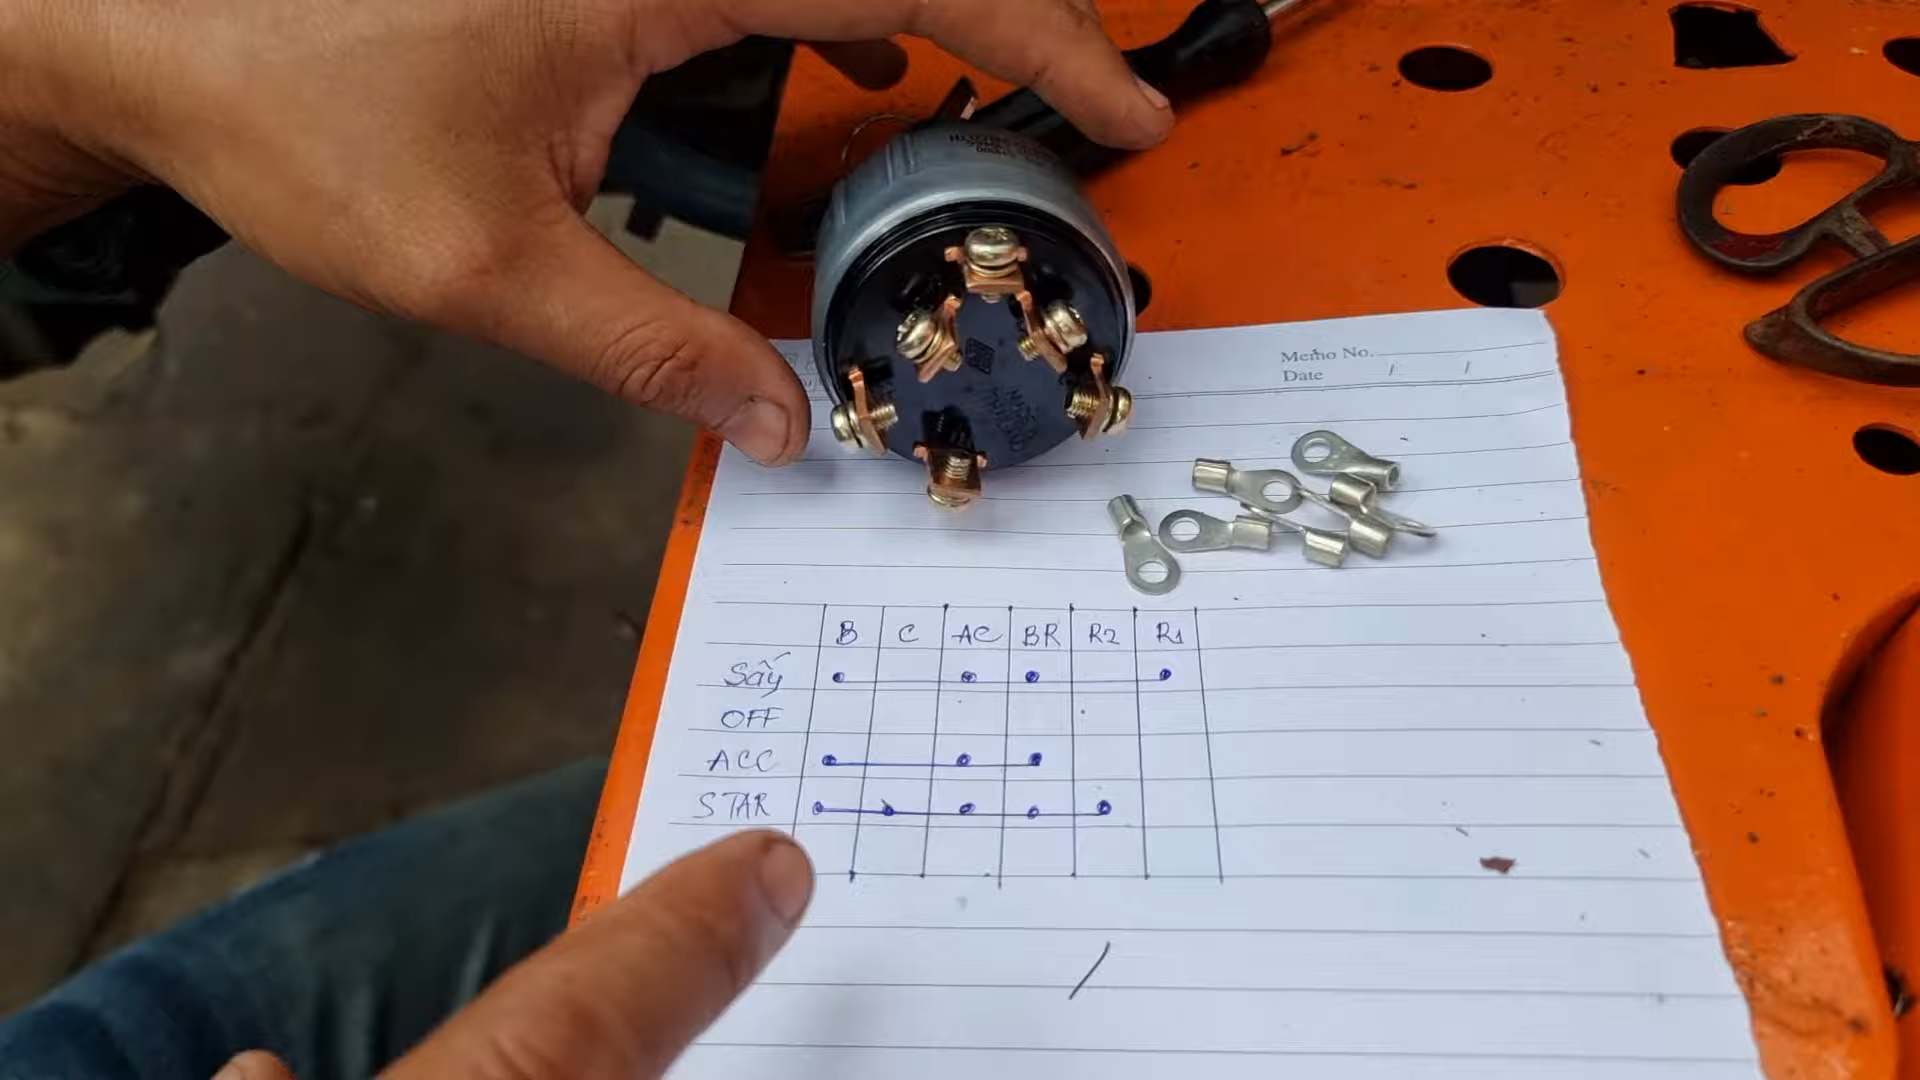 Memo No.
Date / /
B C AC BR R2 R1
Sấy
OFF
ACC
STAR